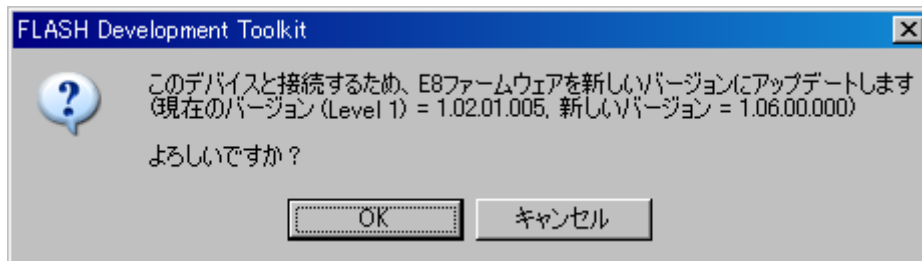 FLASH Development Toolkit
このデバイスと接続するため、E8ファームウェアを新しいバージョンにアップデートします
(現在のバージョン (Level 1) = 1.02.01.005, 新しいバージョン = 1.06.00.000)
よろしいですか？
OK キャンセル